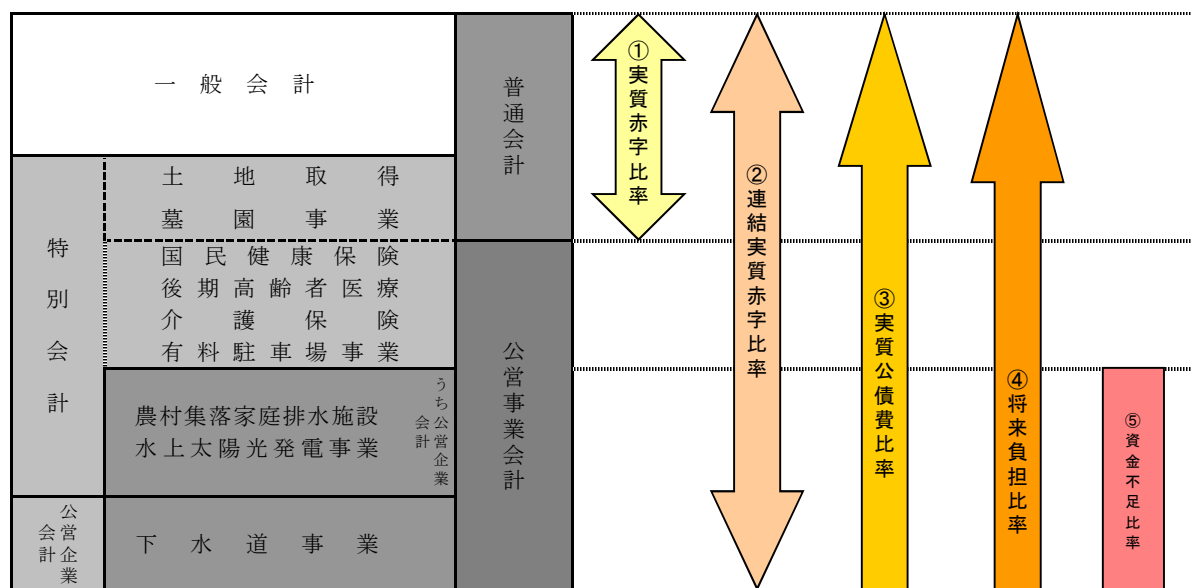 一般会計
普通会計
特別会計
土地取得
墓園事業
国民健康保険
後期高齢者医療
介護保険
有料駐車場事業
農村集落家庭排水施設
水上太陽光発電事業
うち公営企業
会計
公営事業会計
公営企業
会計
下水道事業
①実質赤字比率
②連結実質赤字比率
③実質公債費比率
④将来負担比率
⑤資金不足比率